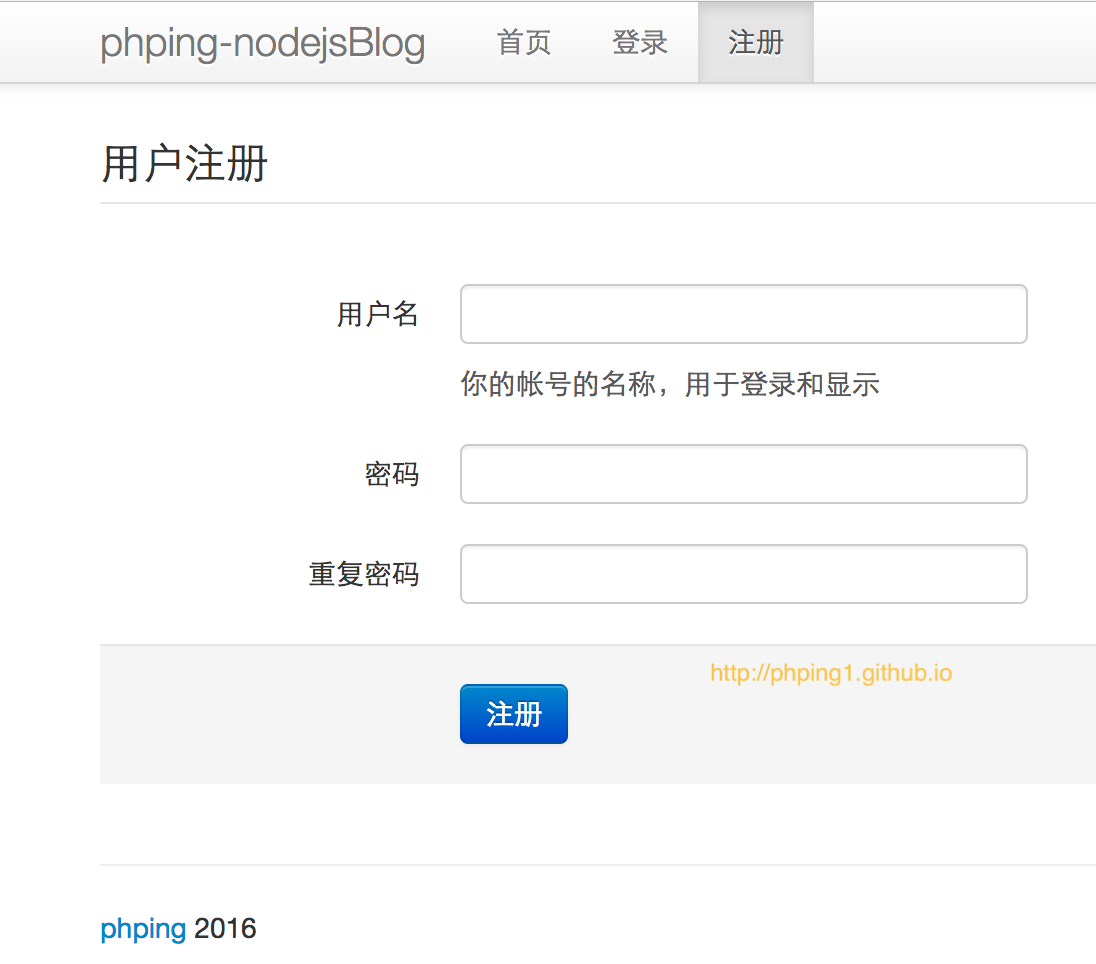 phping-nodejsBlog 首页 登录 注册
用户注册
用户名
你的帐号的名称，用于登录和显示
密码
重复密码
http://phping1.github.io
注册
phping 2016